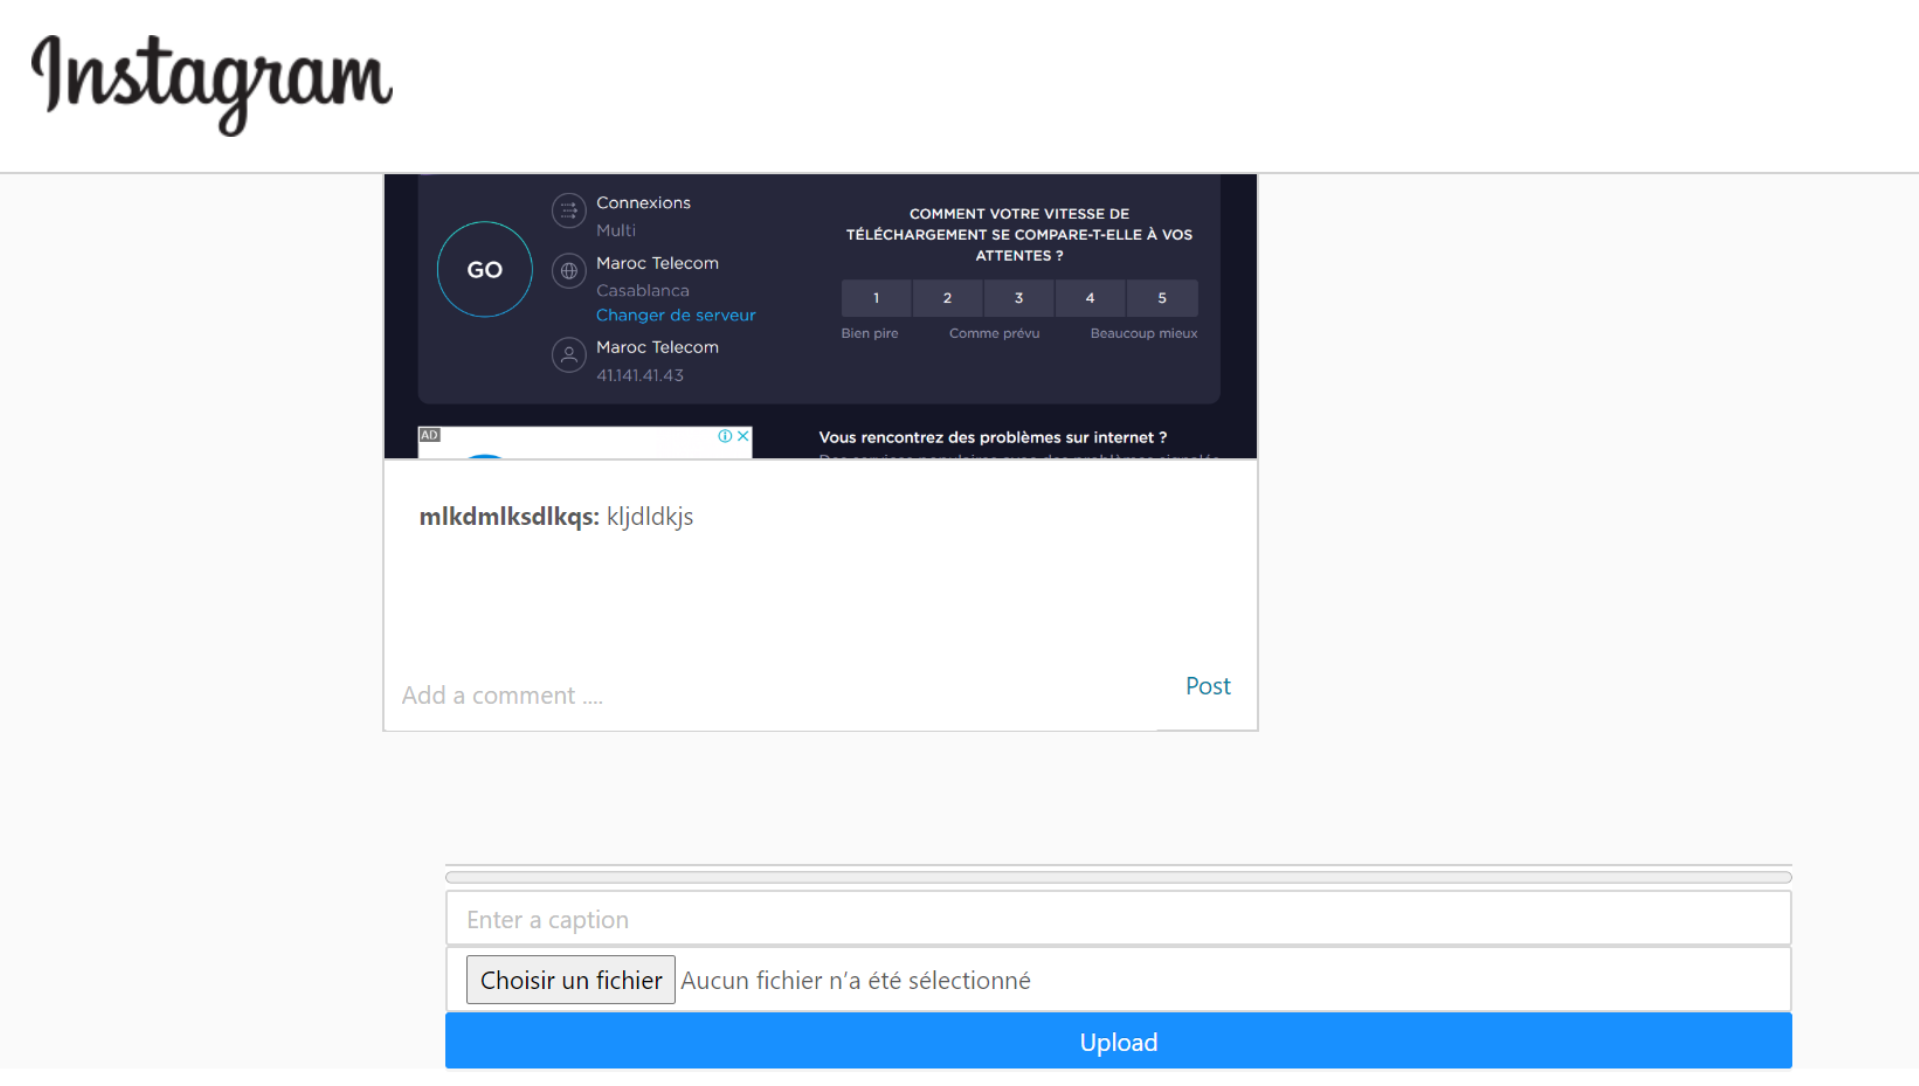 Instagram
Connexions
Multi
GO
Maroc Telecom
Casablanca
Changer de serveur
Maroc Telecom
41.141.41.43
COMMENT VOTRE VITESSE DE
TÉLÉCHARGEMENT SE COMPARE-T-ELLE À VOS
ATTENTES ?
1 2 3 4 5
Bien pire Comme prévu Beaucoup mieux
AD
Vous rencontrez des problèmes sur internet ?
mlkdmlksdlkqs: kljdldkjs
Add a comment ....
Post
Enter a caption
Choisir un fichier Aucun fichier n’a été sélectionné
Upload